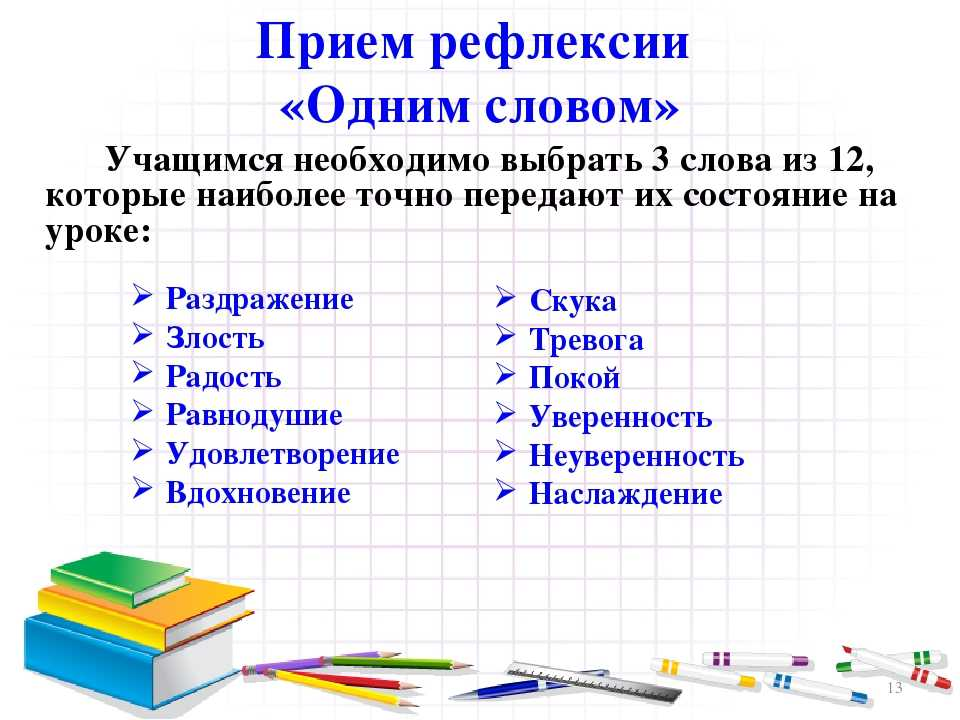 Прием рефлексии
«Одним словом»
Учащимся необходимо выбрать 3 слова из 12,
которые наиболее точно передают их состояние на
уроке:
Раздражение
Злость
Радость
Равнодушие
Удовлетворение
Вдохновение
Скука
Тревога
Покой
Уверенность
Неуверенность
Наслаждение
13